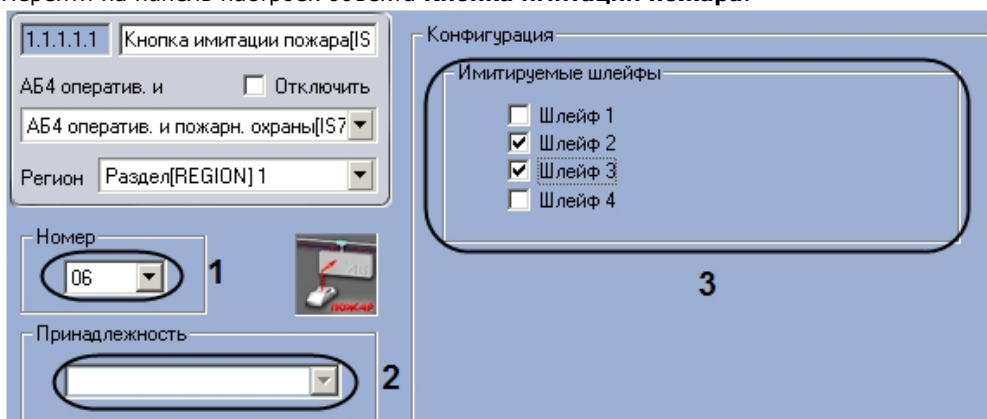 Перейти на панель настроек объекта Кнопка имитации пожара.
1.1.1.1.1 Кнопка имитации пожара[IS
АБ4 оператив. и Отключить
АБ4 оператив. и пожарн. охраны[IS7
Регион Раздел[REGION] 1
Номер
06 1
ПОЖАР
Принадлежность
2
Конфигурация
Имитируемые шлейфы
Шлейф 1
Шлейф 2
Шлейф 3
Шлейф 4
3